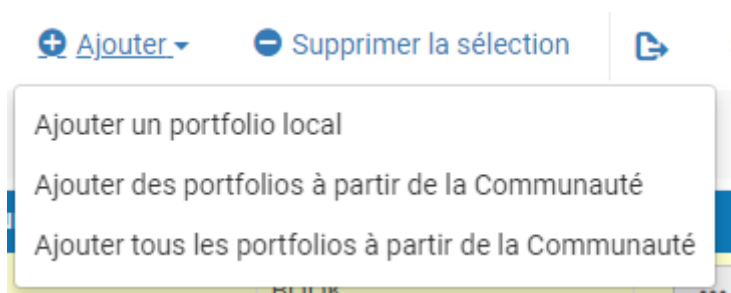 Ajouter
Supprimer la sélection
Ajouter un portfolio local
Ajouter des portfolios à partir de la Communauté
Ajouter tous les portfolios à partir de la Communauté